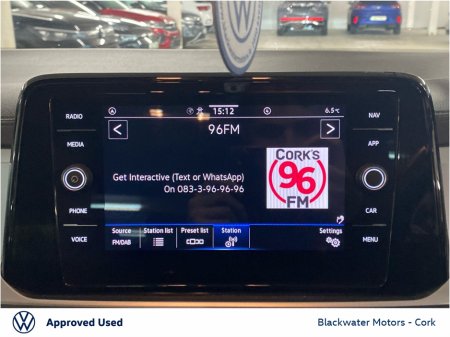 RADIO
MEDIA
PHONE
VOICE
15:12
6.5°C
96FM
Get Interactive (Text or WhatsApp)
On 083-3-96-96-96
CORK'S
96
FM
Source
FM/DAB
Station list
Preset list
Station
Settings
NAV
APP
CAR
MENU
Approved Used
Blackwater Motors - Cork